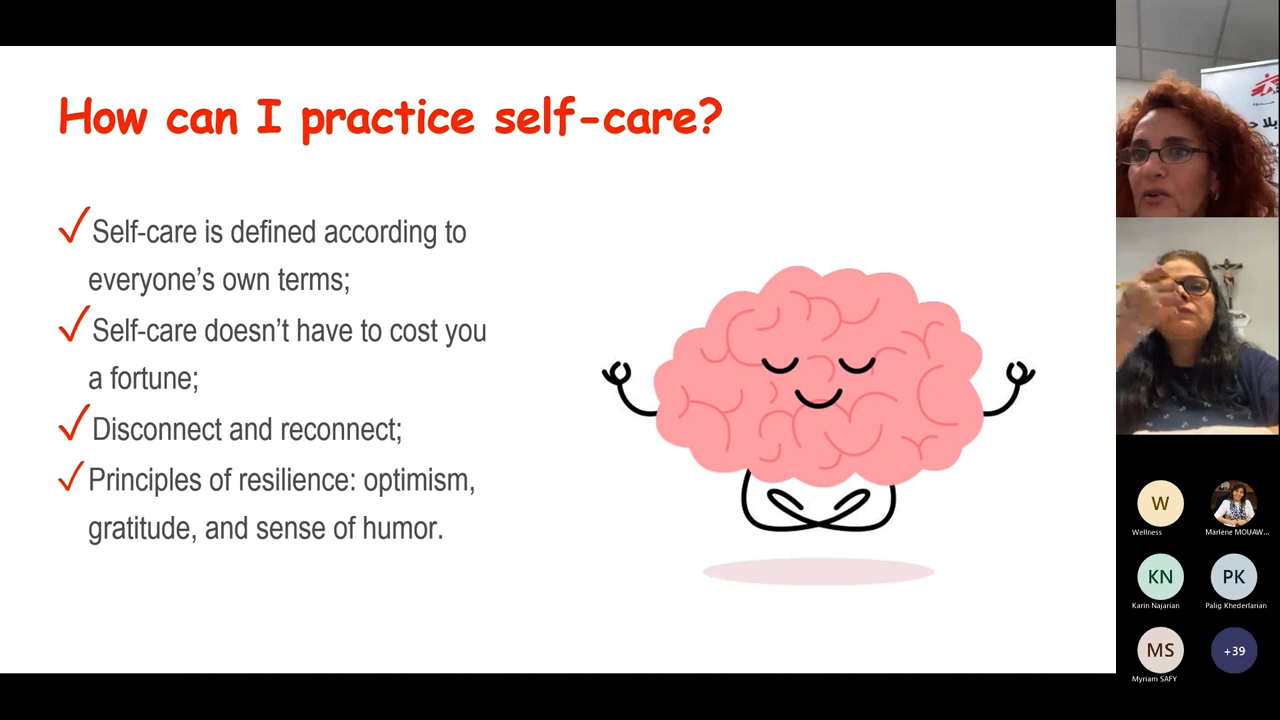 How can I practice self-care?
✓Self-care is defined according to
everyone's own terms;
✓Self-care doesn't have to cost you
a fortune;
✓Disconnect and reconnect;
✓Principles of resilience: optimism,
gratitude, and sense of humor.
W
Wellness
Marlene MOUAW...
KN
Karin Najarian
PK
Palig Khederlarian
MS
Myriam SAFY
+39